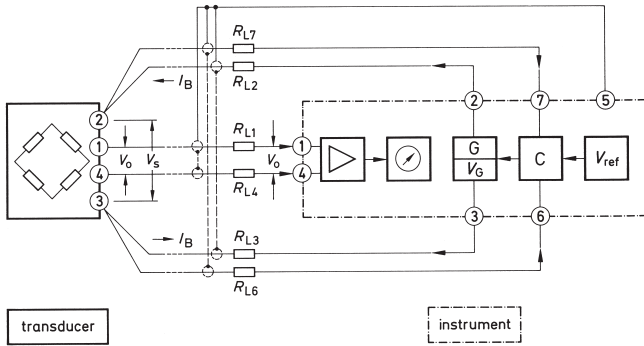 R_L7
R_L2
I_B
2 7 5
2
1
4
3
V_o V_s
R_L1
V_o
R_L4
1
4
G
V_G
C
V_ref
3 6
I_B
R_L3
R_L6
transducer
instrument